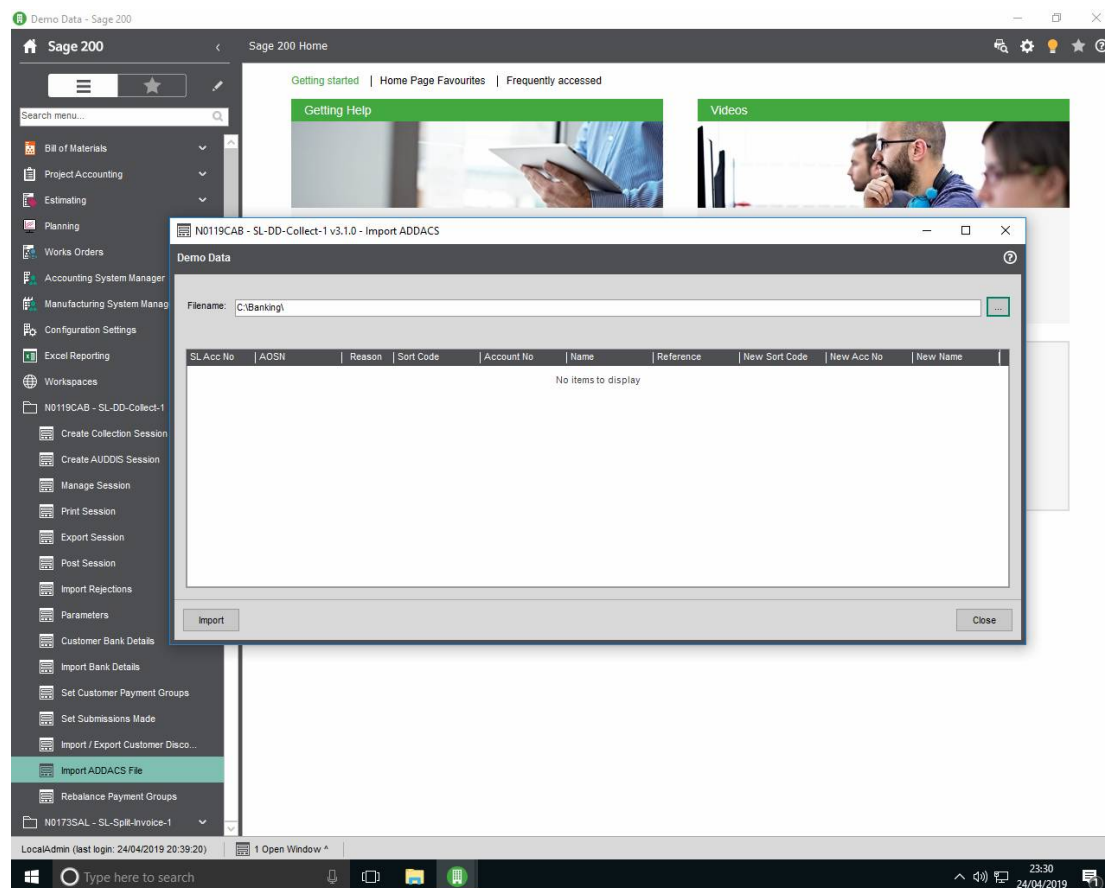 Demo Data - Sage 200
Sage 200
Sage 200 Home
Getting started | Home Page Favourites | Frequently accessed
Search menu...
Getting Help
Videos
Bill of Materials
Project Accounting
Estimating
Planning
Works Orders
Accounting System Manager
Manufacturing System Manag
Configuration Settings
Excel Reporting
Workspaces
N0119CAB - SL-DD-Collect-1
Create Collection Session
Create AUDDIS Session
Manage Session
Print Session
Export Session
Post Session
Import Rejections
Parameters
Customer Bank Details
Import Bank Details
Set Customer Payment Groups
Set Submissions Made
Import / Export Customer Disco...
Import ADDACS File
Rebalance Payment Groups
N0173SAL - SL-Split-Invoice-1
N0119CAB - SL-DD-Collect-1 v3.1.0 - Import ADDACS
Demo Data
Filename: C:\Banking\ ...
SL Acc No | AOSN | Reason | Sort Code | Account No | Name | Reference | New Sort Code | New Acc No | New Name |
No items to display
Import Close
LocalAdmin (last login: 24/04/2019 20:39:20) 1 Open Window ^
Type here to search
23:30
24/04/2019
1